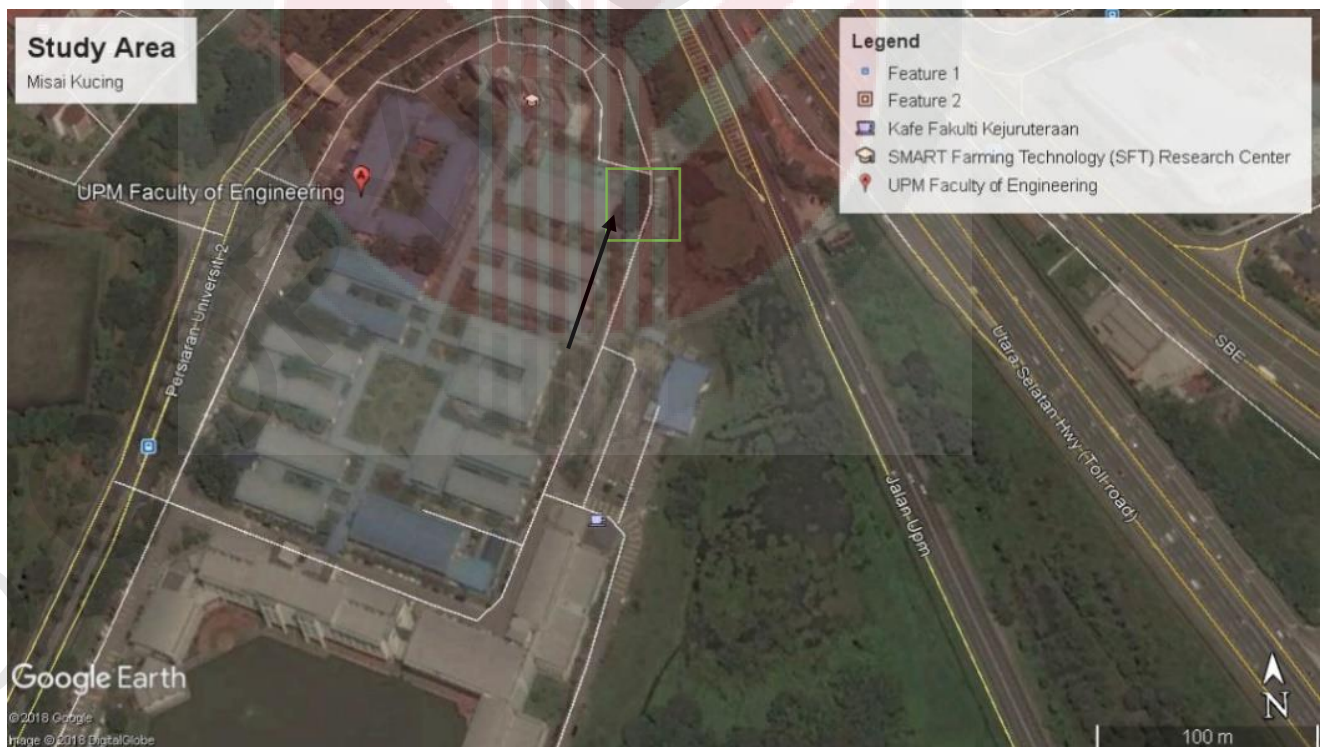 Study Area
Misai Kucing
Legend
Feature 1
Feature 2
Kafe Fakulti Kejuruteraan
SMART Farming Technology (SFT) Research Center
UPM Faculty of Engineering
A
UPM Faculty of Engineering
Persiaran Universiti 2
Utara Selatan Hwy (Toll road)
SBE
Jalan Upm
Google Earth
©2018 Google
Image © 2018 DigitalGlobe
N
100 m